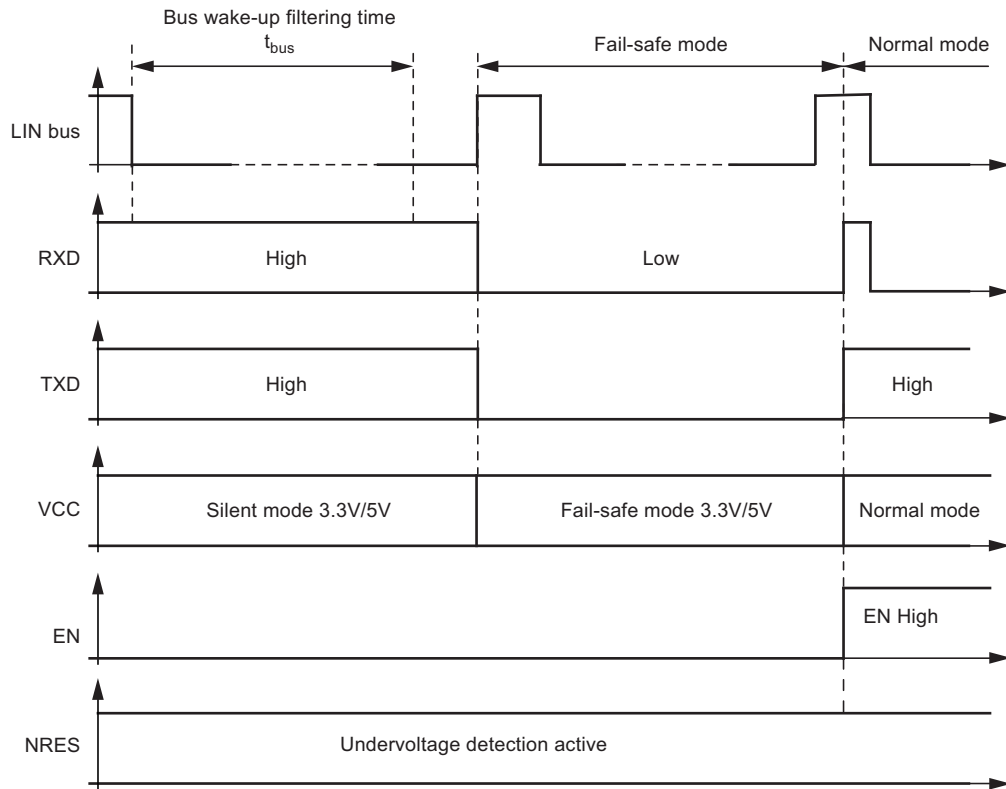 Bus wake-up filtering time
tbus
Fail-safe mode
Normal mode
LIN bus
RXD
High
Low
TXD
High
High
VCC
Silent mode 3.3V/5V
Fail-safe mode 3.3V/5V
Normal mode
EN
EN High
NRES
Undervoltage detection active